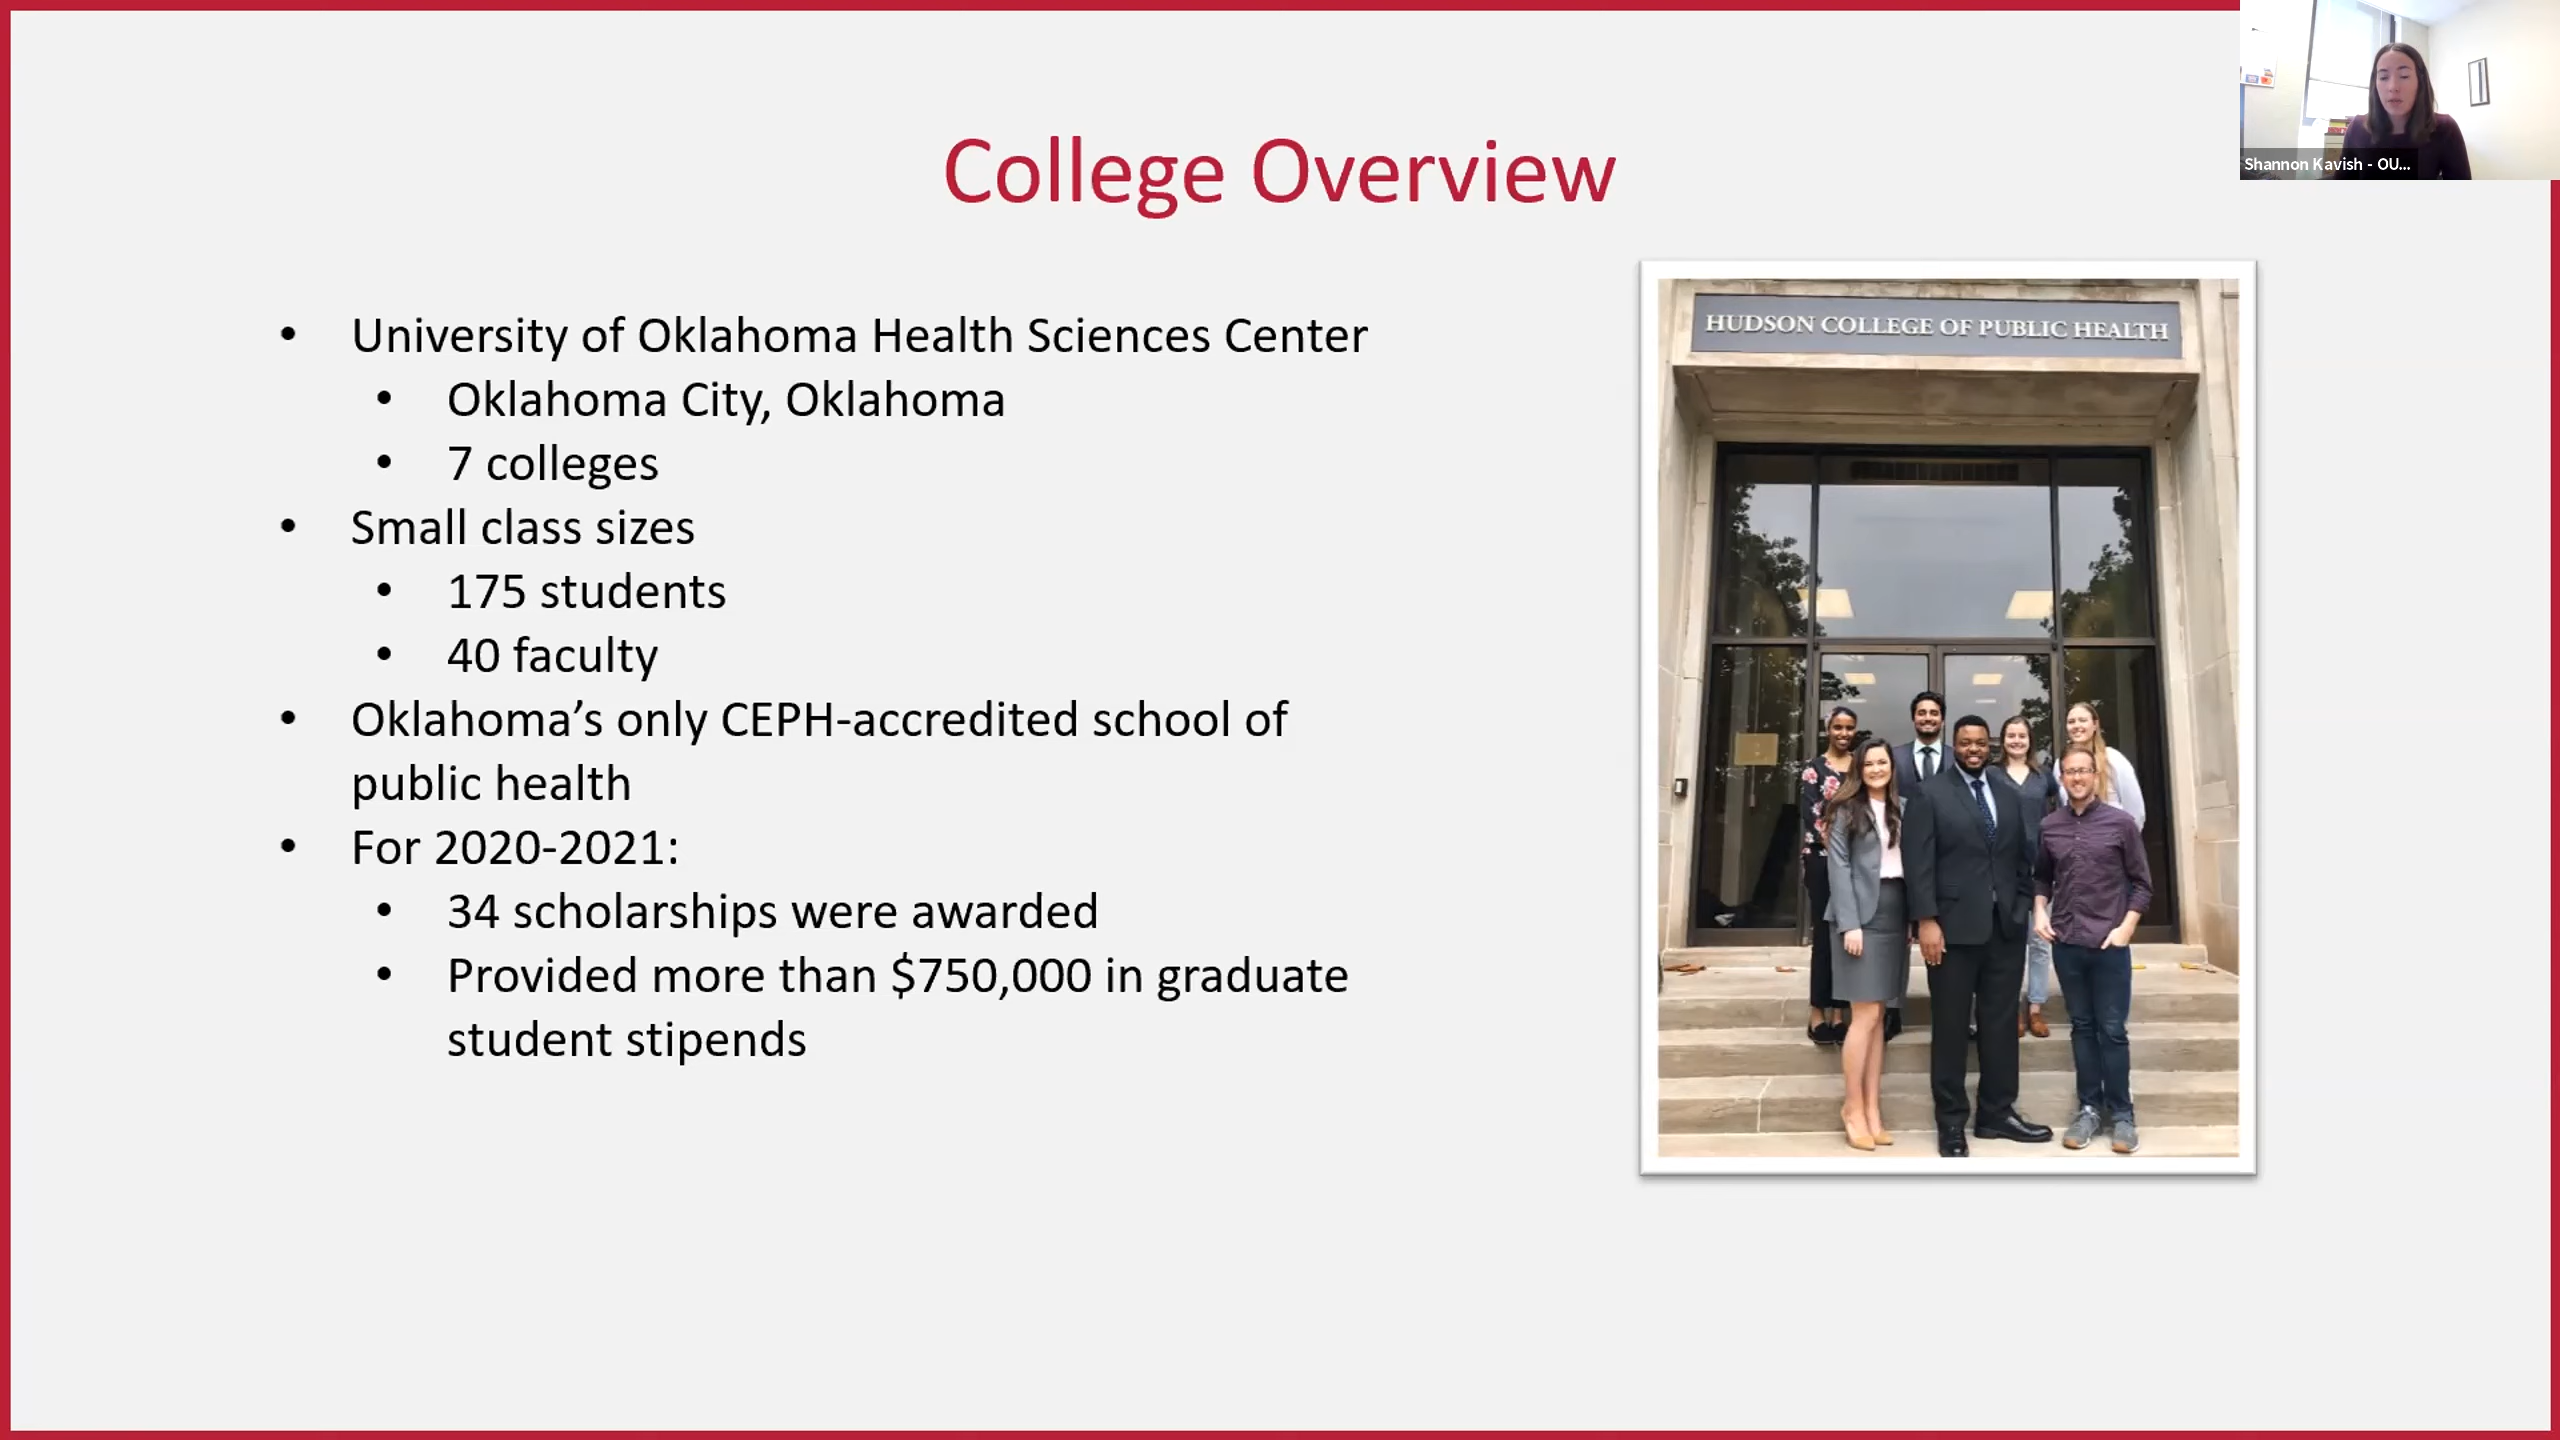 College Overview
• University of Oklahoma Health Sciences Center
• Oklahoma City, Oklahoma
• 7 colleges
• Small class sizes
• 175 students
• 40 faculty
• Oklahoma’s only CEPH-accredited school of
public health
• For 2020-2021:
• 34 scholarships were awarded
• Provided more than $750,000 in graduate
student stipends
HUDSON COLLEGE OF PUBLIC HEALTH
Shannon Kavish - OU...